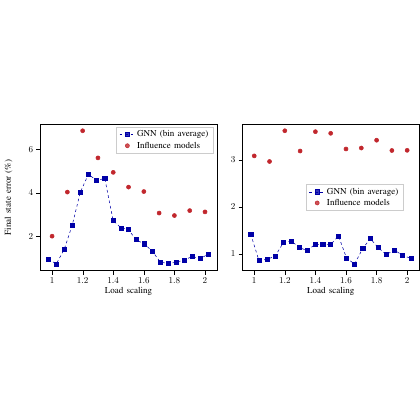 Final state error (%)
6
4
2
1
1.2
1.4
1.6
1.8
2
Load scaling
GNN (bin average)
Influence models
3
2
1
1
1.2
1.4
1.6
1.8
2
Load scaling
GNN (bin average)
Influence models